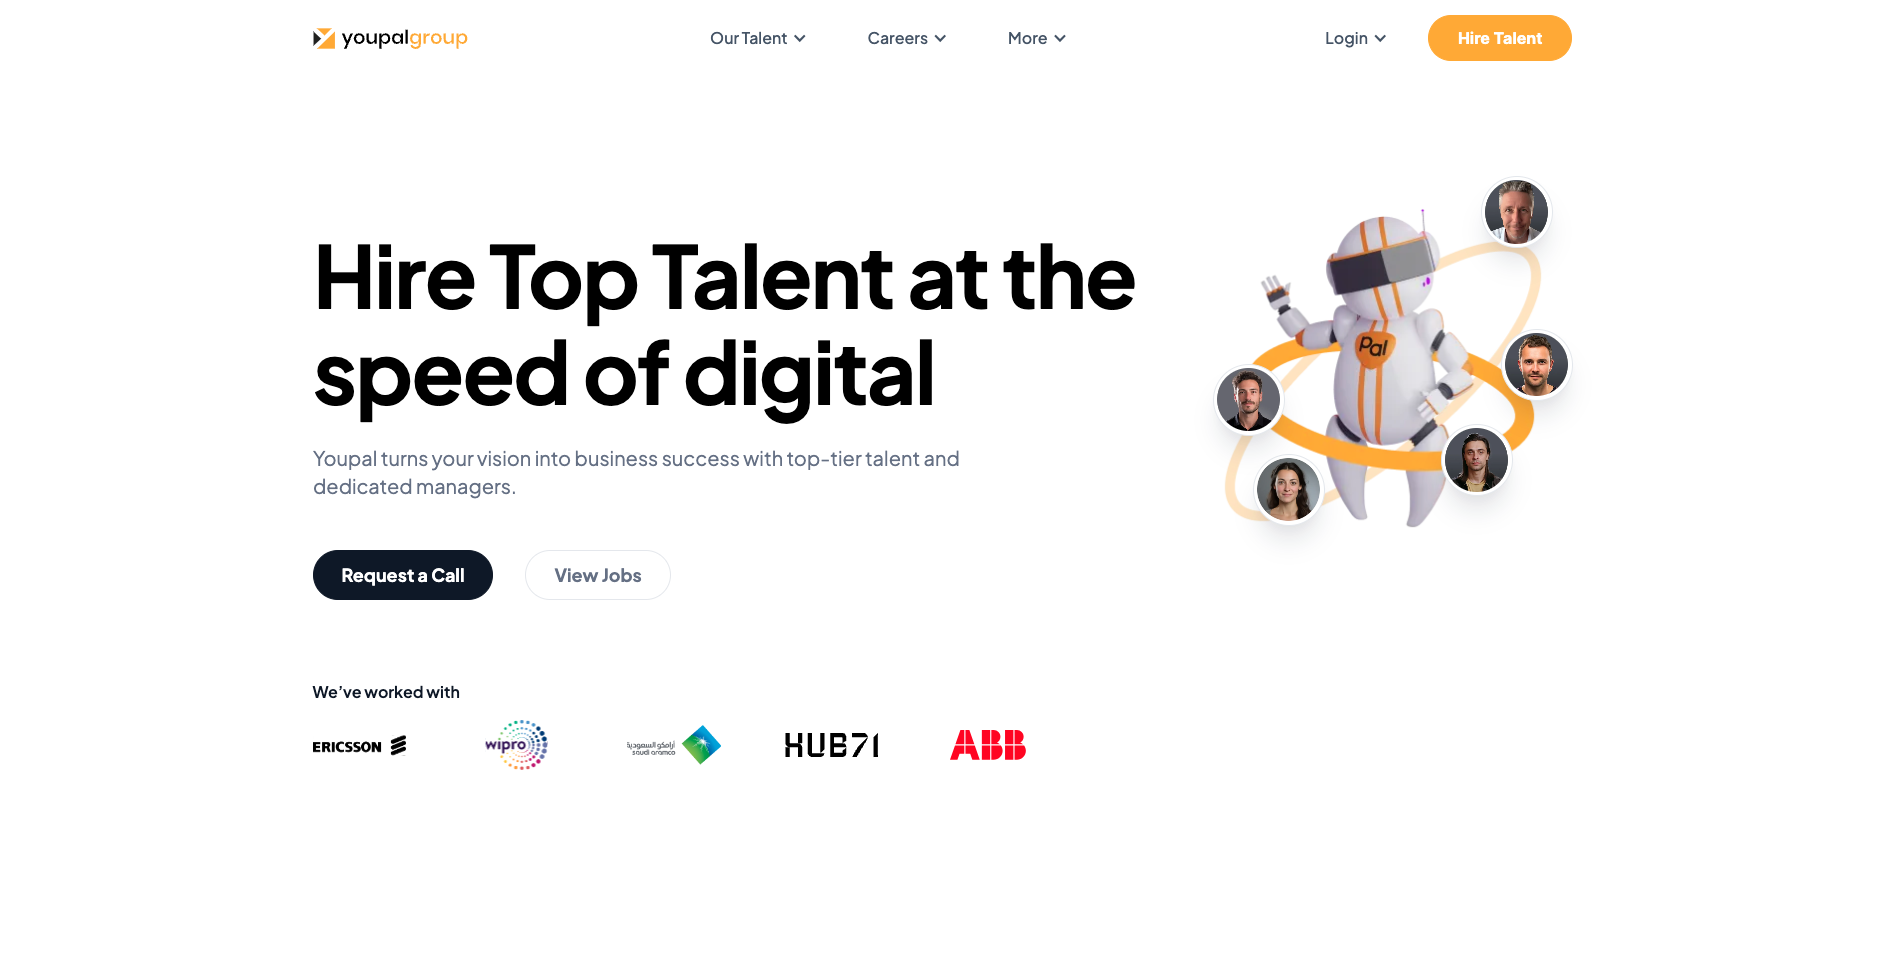 youpalgroup
Our Talent
Careers
More
Login
Hire Talent
Hire Top Talent at the
speed of digital
Youpal turns your vision into business success with top-tier talent and
dedicated managers.
Request a Call
View Jobs
Pal
We’ve worked with
ERICSSON
wipro
أرامكو السعودية
saudi aramco
HUB71
ABB